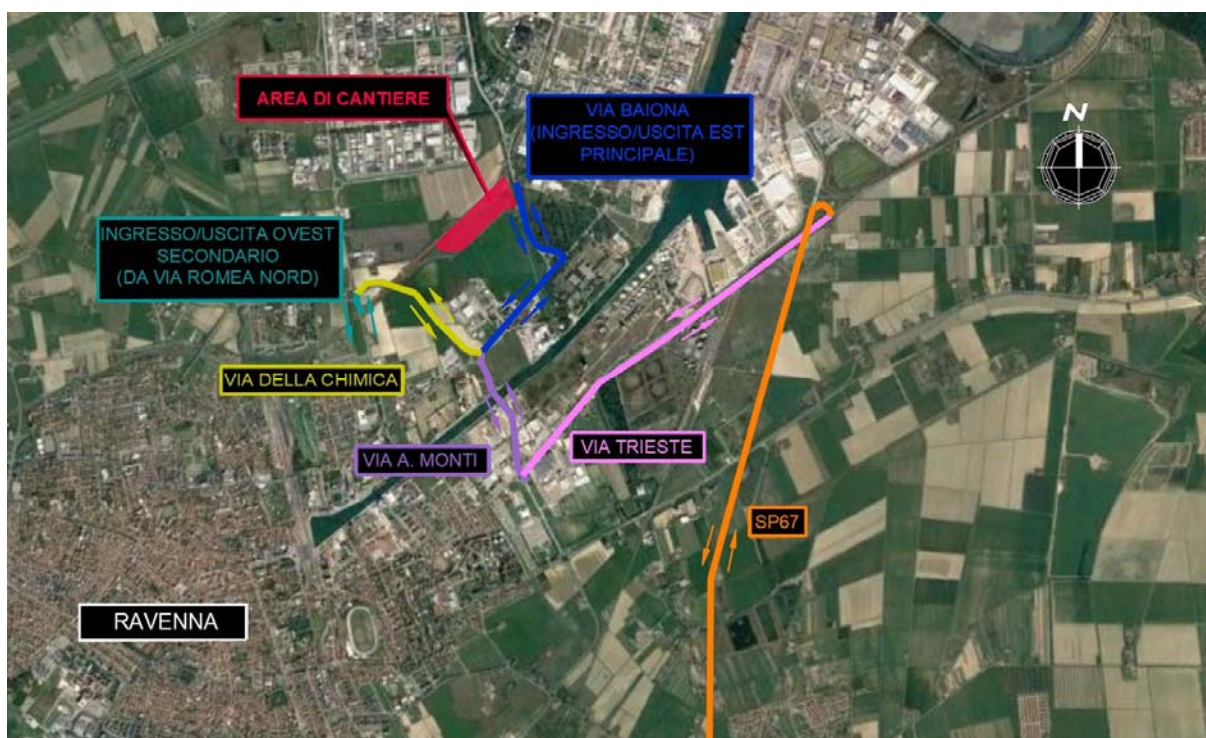 AREA DI CANTIERE
VIA BAIONA
(INGRESSO/USCITA EST
PRINCIPALE)
N
INGRESSO/USCITA OVEST
SECONDARIO
(DA VIA ROMEA NORD)
VIA DELLA CHIMICA
VIA A. MONTI
VIA TRIESTE
SP67
RAVENNA